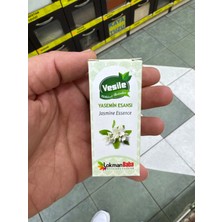 Vesile
YASEMİN ESANSI
Jasmine Essence
LokmanBaba